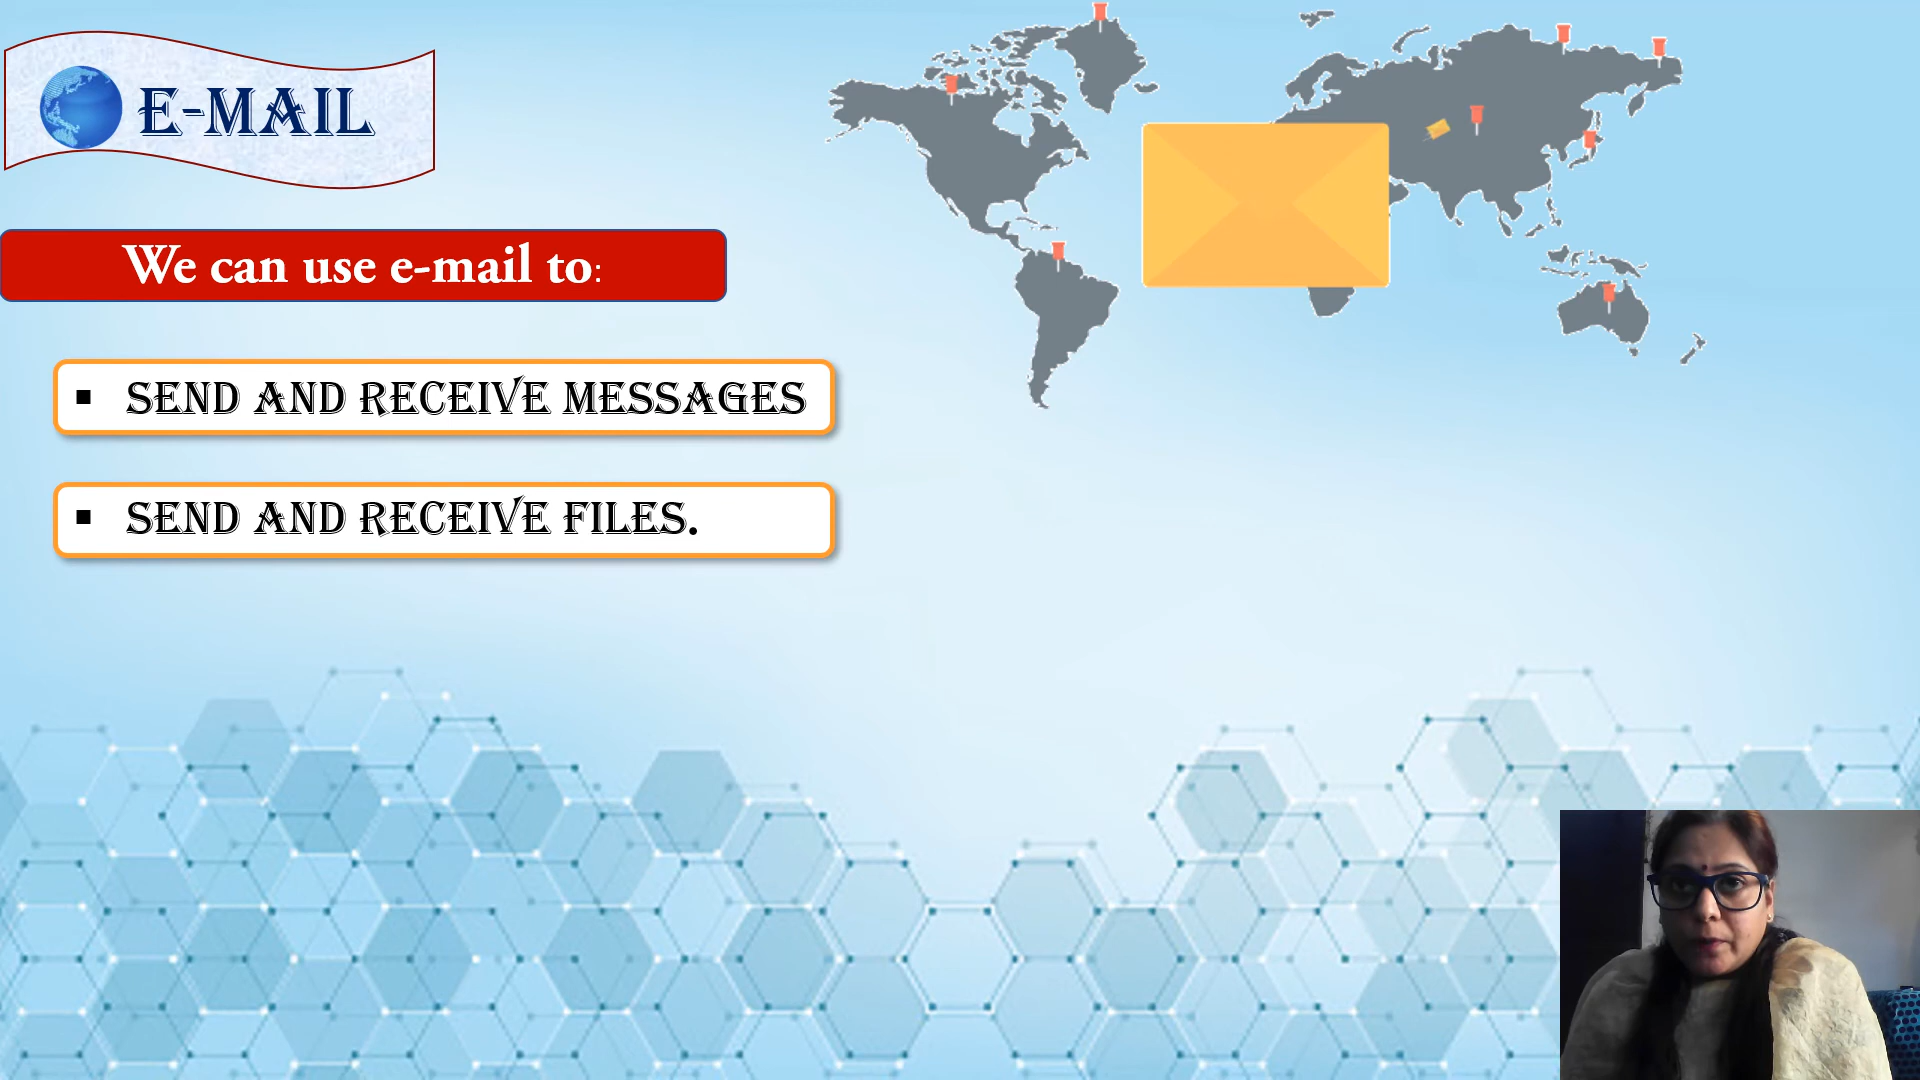 E-MAIL
We can use e-mail to:
▪ SEND AND RECEIVE MESSAGES
▪ SEND AND RECEIVE FILES.